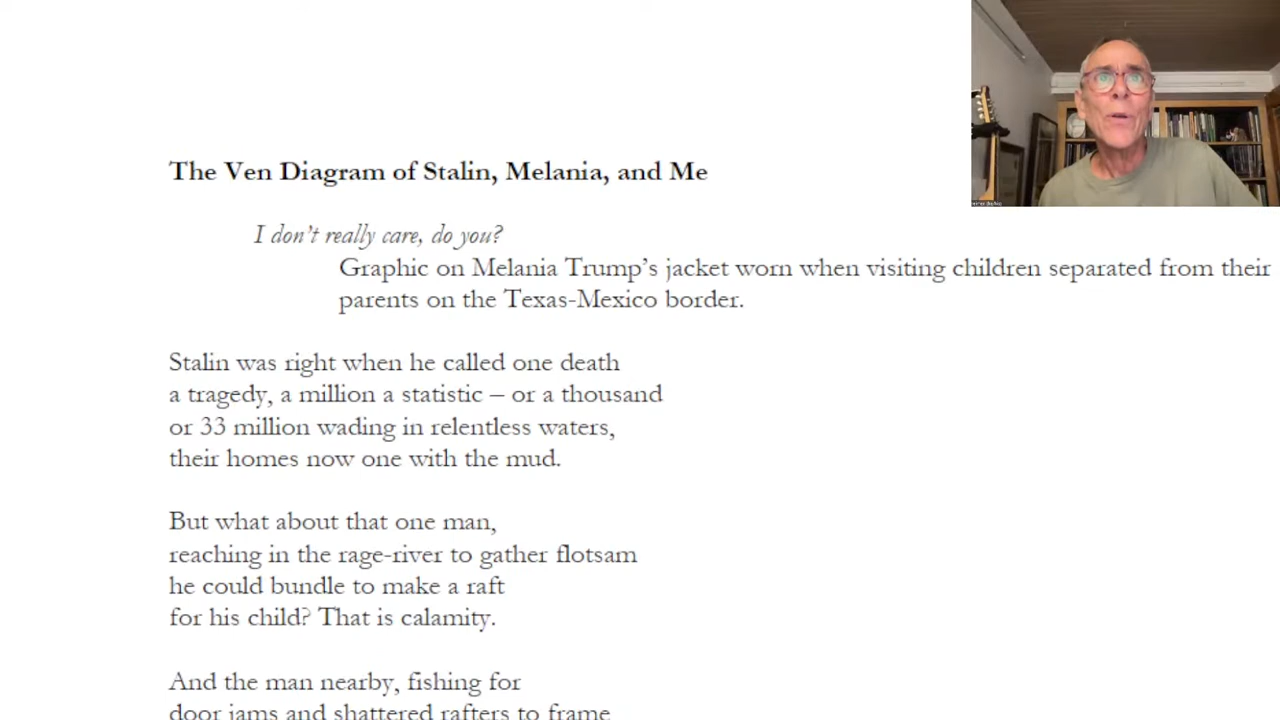 The Ven Diagram of Stalin, Melania, and Me
I don't really care, do you?
Graphic on Melania Trump's jacket worn when visiting children separated from their
parents on the Texas-Mexico border.
Stalin was right when he called one death
a tragedy, a million a statistic – or a thousand
or 33 million wading in relentless waters,
their homes now one with the mud.
But what about that one man,
reaching in the rage-river to gather flotsam
he could bundle to make a raft
for his child? That is calamity.
And the man nearby, fishing for
door jams and shattered rafters to frame